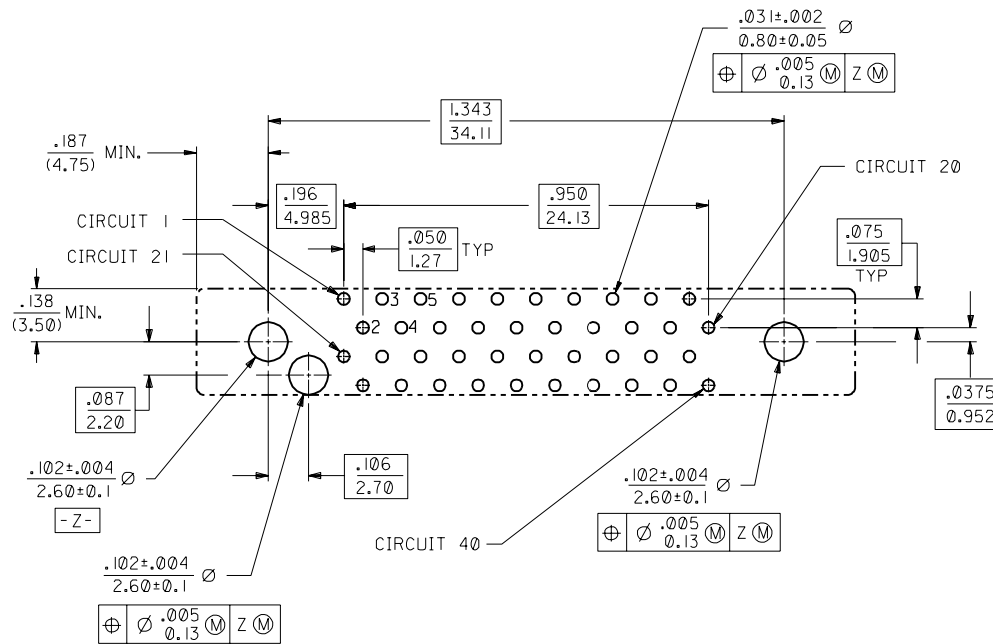 .031±.002 Ø
0.80±0.05
⌖ Ø .005 Ⓜ Z Ⓜ
0.13
1.343
34.11
.187 MIN.
(4.75)
CIRCUIT 20
.196
4.985
.950
24.13
CIRCUIT 1
.050 TYP
1.27
.075
1.905
TYP
CIRCUIT 21
3 5
.138 MIN.
(3.50)
2 4
.087
2.20
.0375
0.952
.102±.004 Ø
2.60±0.1
-Z-
.106
2.70
.102±.004 Ø
2.60±0.1
⌖ Ø .005 Ⓜ Z Ⓜ
0.13
CIRCUIT 40
.102±.004 Ø
2.60±0.1
⌖ Ø .005 Ⓜ Z Ⓜ
0.13